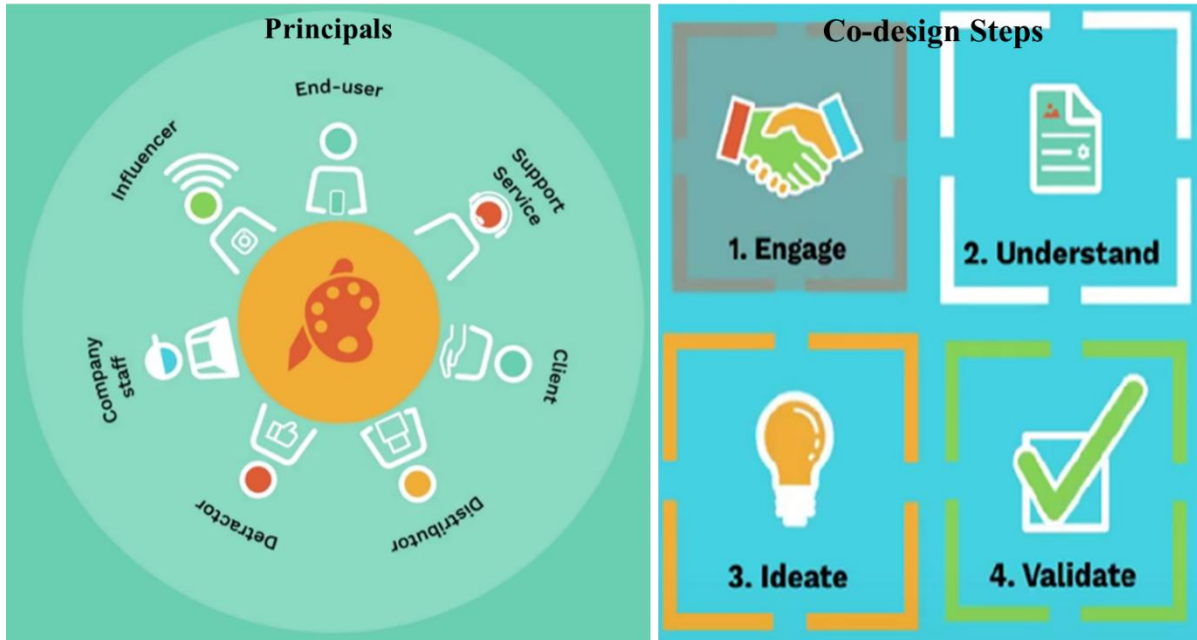 Principals
End-user
Support
Service
Client
Distributor
Detractor
Company
staff
Influencer
Co-design Steps
1. Engage
2. Understand
3. Ideate
4. Validate